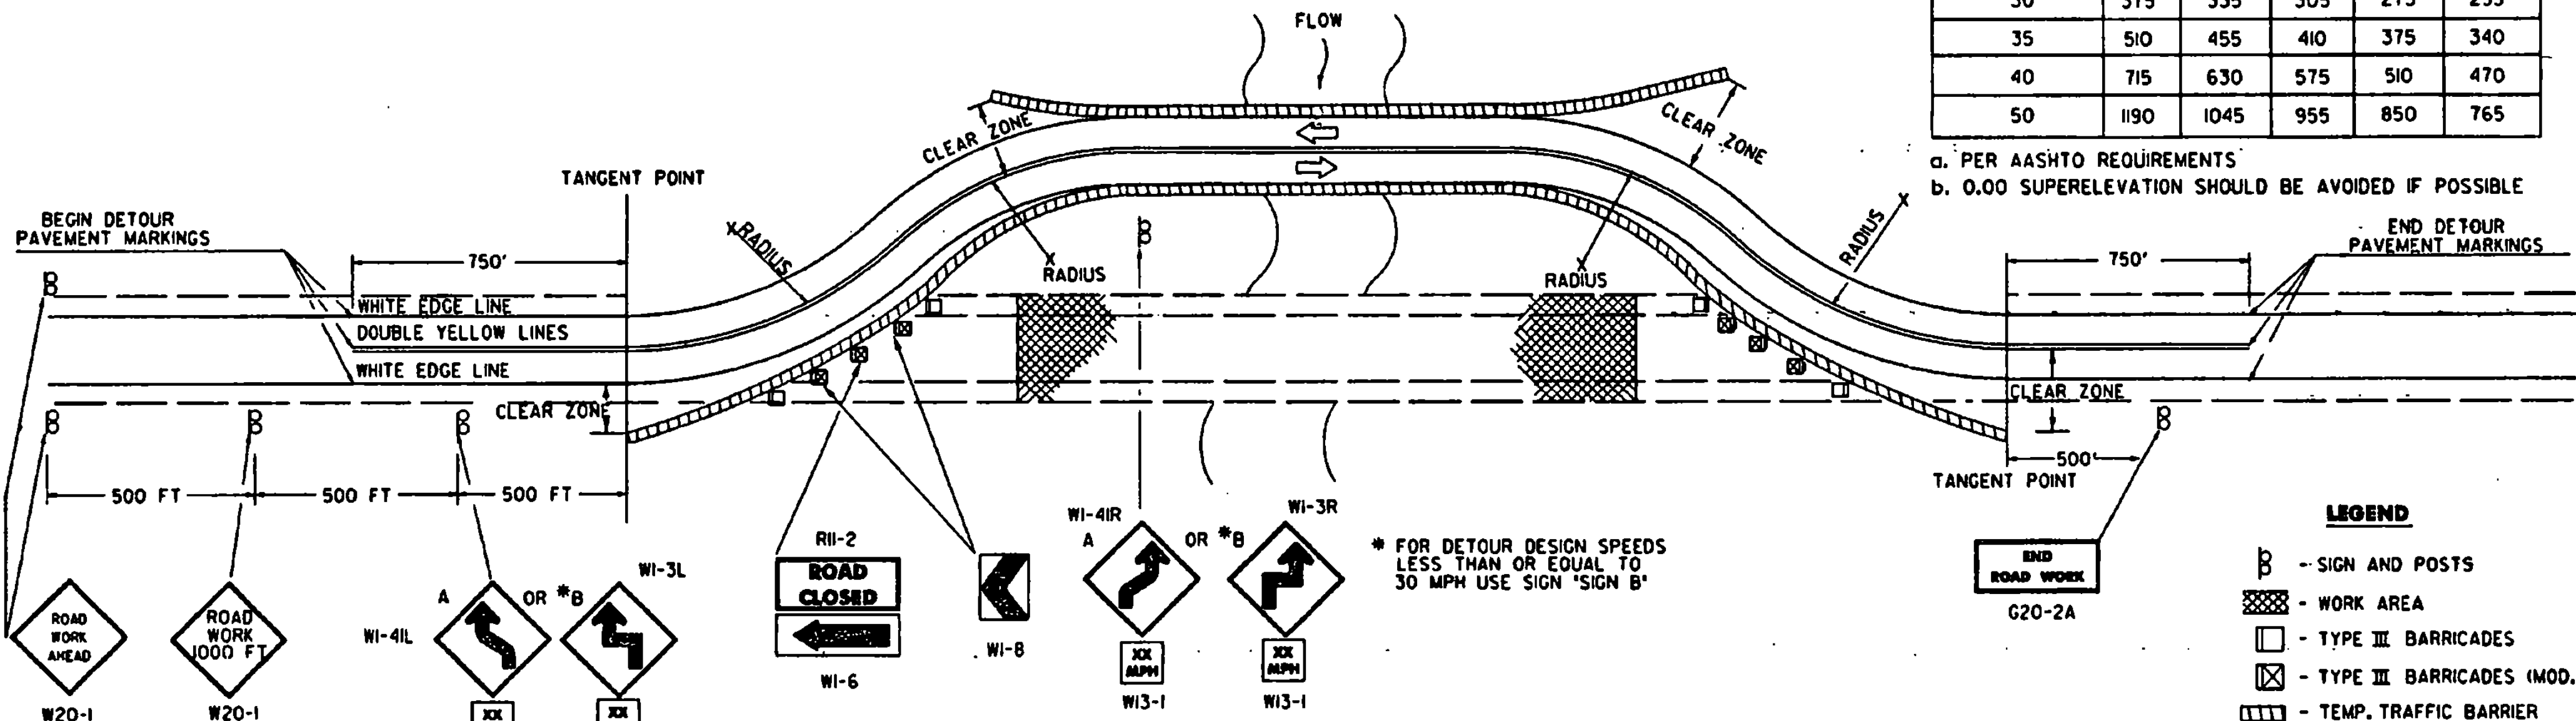 FLOW
35 510 455 410 375 340
40 715 630 575 510 470
50 1190 1045 955 850 765
a. PER AASHTO REQUIREMENTS
b. 0.00 SUPERELEVATION SHOULD BE AVOIDED IF POSSIBLE
CLEAR ZONE
CLEAR ZONE
TANGENT POINT
BEGIN DETOUR
PAVEMENT MARKINGS
750'
RADIUS
RADIUS
RADIUS
RADIUS
END DETOUR
PAVEMENT MARKINGS
750'
WHITE EDGE LINE
DOUBLE YELLOW LINES
WHITE EDGE LINE
CLEAR ZONE
CLEAR ZONE
500 FT
500 FT
500 FT
500'
TANGENT POINT
ROAD
WORK
AHEAD
W20-1
ROAD
WORK
1000 FT
W20-1
W1-41L
A
OR *B
W1-3L
XX
XX
R11-2
ROAD
CLOSED
W1-6
W1-8
W1-41R
A
OR *B
W1-3R
XX
MPH
W13-1
XX
MPH
W13-1
* FOR DETOUR DESIGN SPEEDS
LESS THAN OR EQUAL TO
30 MPH USE SIGN "SIGN B"
END
ROAD WORK
G20-2A
LEGEND
- SIGN AND POSTS
- WORK AREA
- TYPE III BARRICADES
- TYPE III BARRICADES (MOD.
- TEMP. TRAFFIC BARRIER